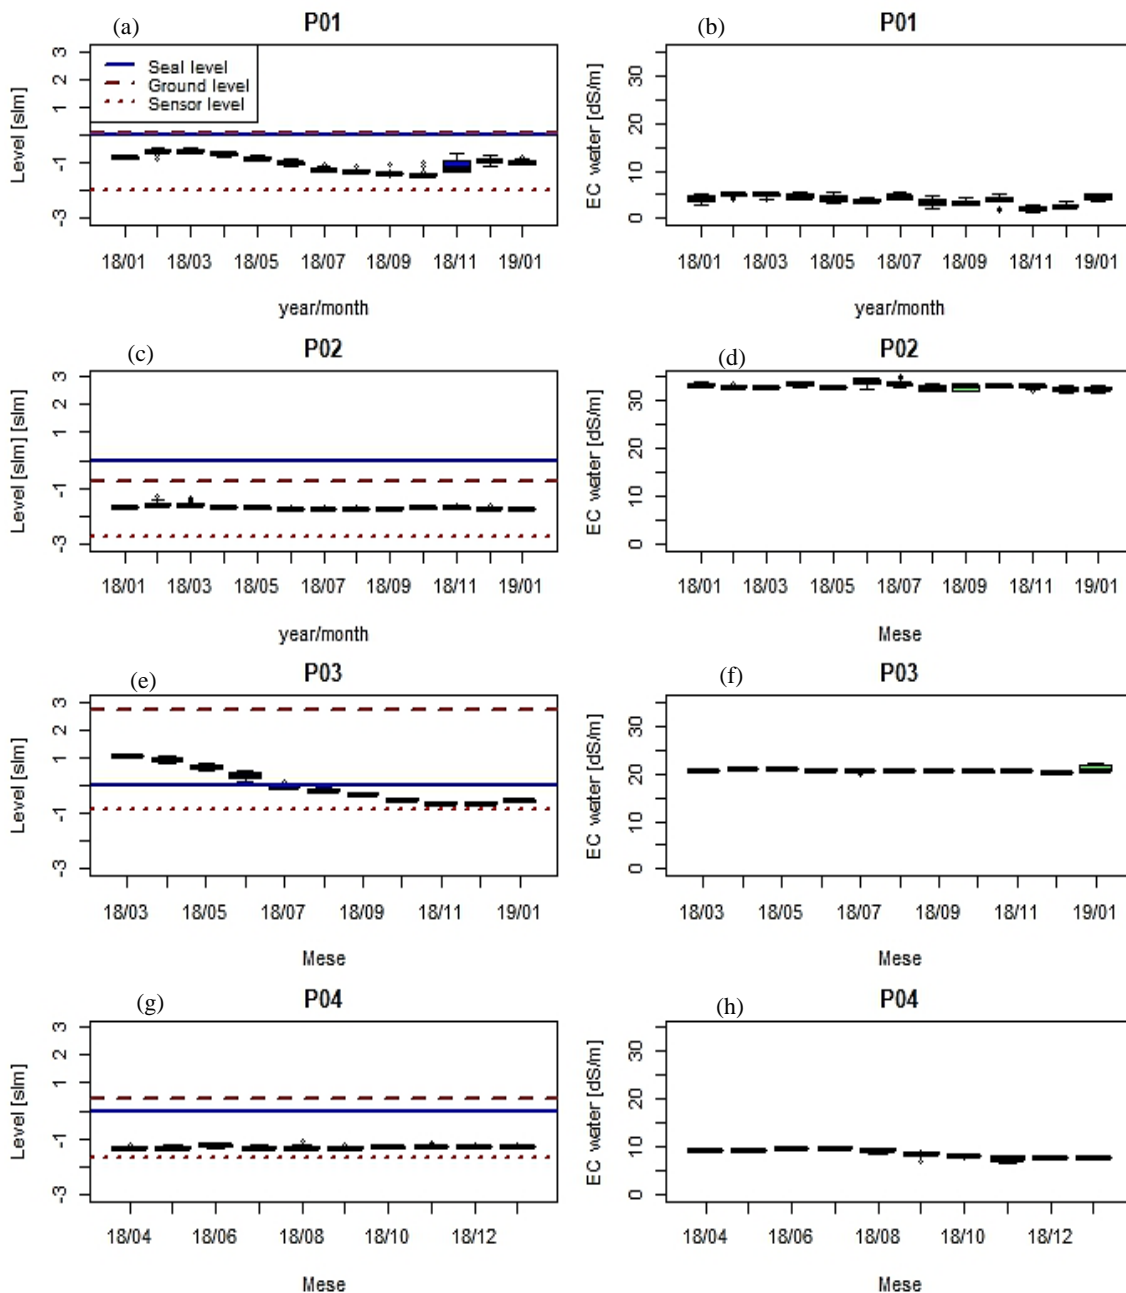 (a) P01
Level [slm]
3
2
1
-1
-3
Seal level
Ground level
Sensor level
18/01 18/03 18/05 18/07 18/09 18/11 19/01
year/month
(b) P01
EC water [dS/m]
30
20
10
5
0
18/01 18/03 18/05 18/07 18/09 18/11 19/01
year/month
(c) P02
Level [slm]
3
2
1
-1
-3
18/01 18/03 18/05 18/07 18/09 18/11 19/01
year/month
(d) P02
EC water [dS/m]
30
20
10
0
18/01 18/03 18/05 18/07 18/09 18/11 19/01
Mese
(e) P03
Level [slm]
3
2
1
-1
-3
18/03 18/05 18/07 18/09 18/11 19/01
Mese
(f) P03
EC water [dS/m]
30
20
10
0
18/03 18/05 18/07 18/09 18/11 19/01
Mese
(g) P04
Level [slm]
3
2
1
-1
-3
18/04 18/06 18/08 18/10 18/12
Mese
(h) P04
EC water [dS/m]
30
20
10
0
18/04 18/06 18/08 18/10 18/12
Mese